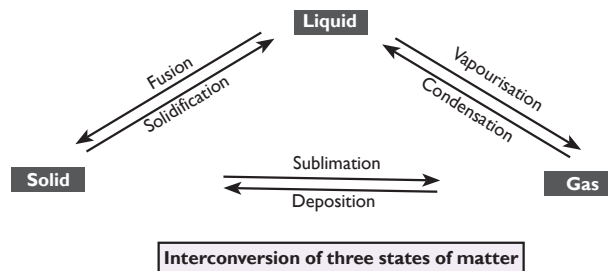 Liquid
Fusion
Solidification
Vapourisation
Condensation
Solid
Sublimation
Deposition
Gas
Interconversion of three states of matter